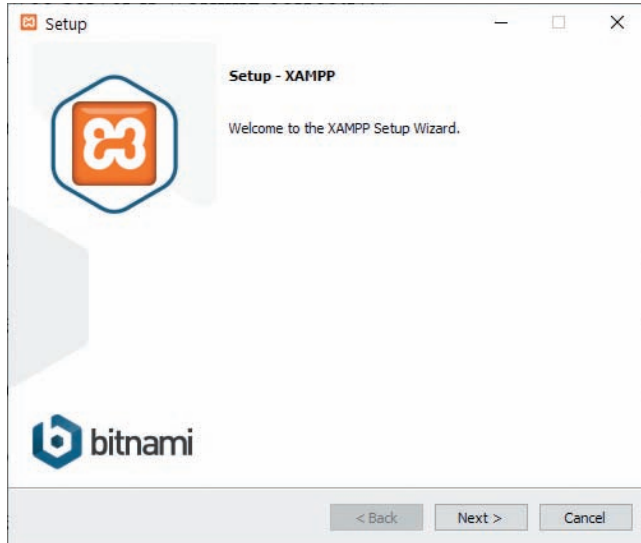 Setup
Setup - XAMPP
Welcome to the XAMPP Setup Wizard.
bitnami
< Back
Next >
Cancel